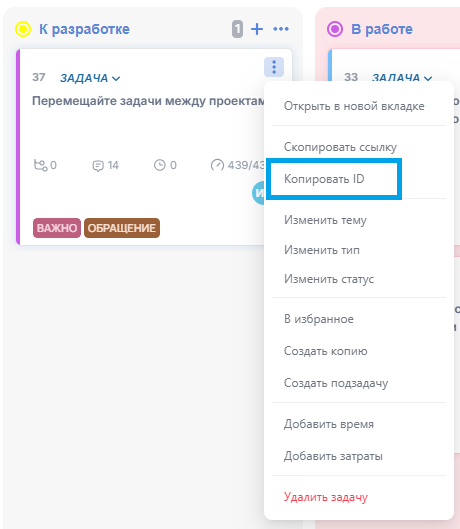 К разработке 1
В работе
37 ЗАДАЧА
33 ЗАДАЧА
Перемещайте задачи между проектам
0 14 0 439/43
ВАЖНО ОБРАЩЕНИЕ
Открыть в новой вкладке
Скопировать ссылку
Копировать ID
Изменить тему
Изменить тип
Изменить статус
В избранное
Создать копию
Создать подзадачу
Добавить время
Добавить затраты
Удалить задачу